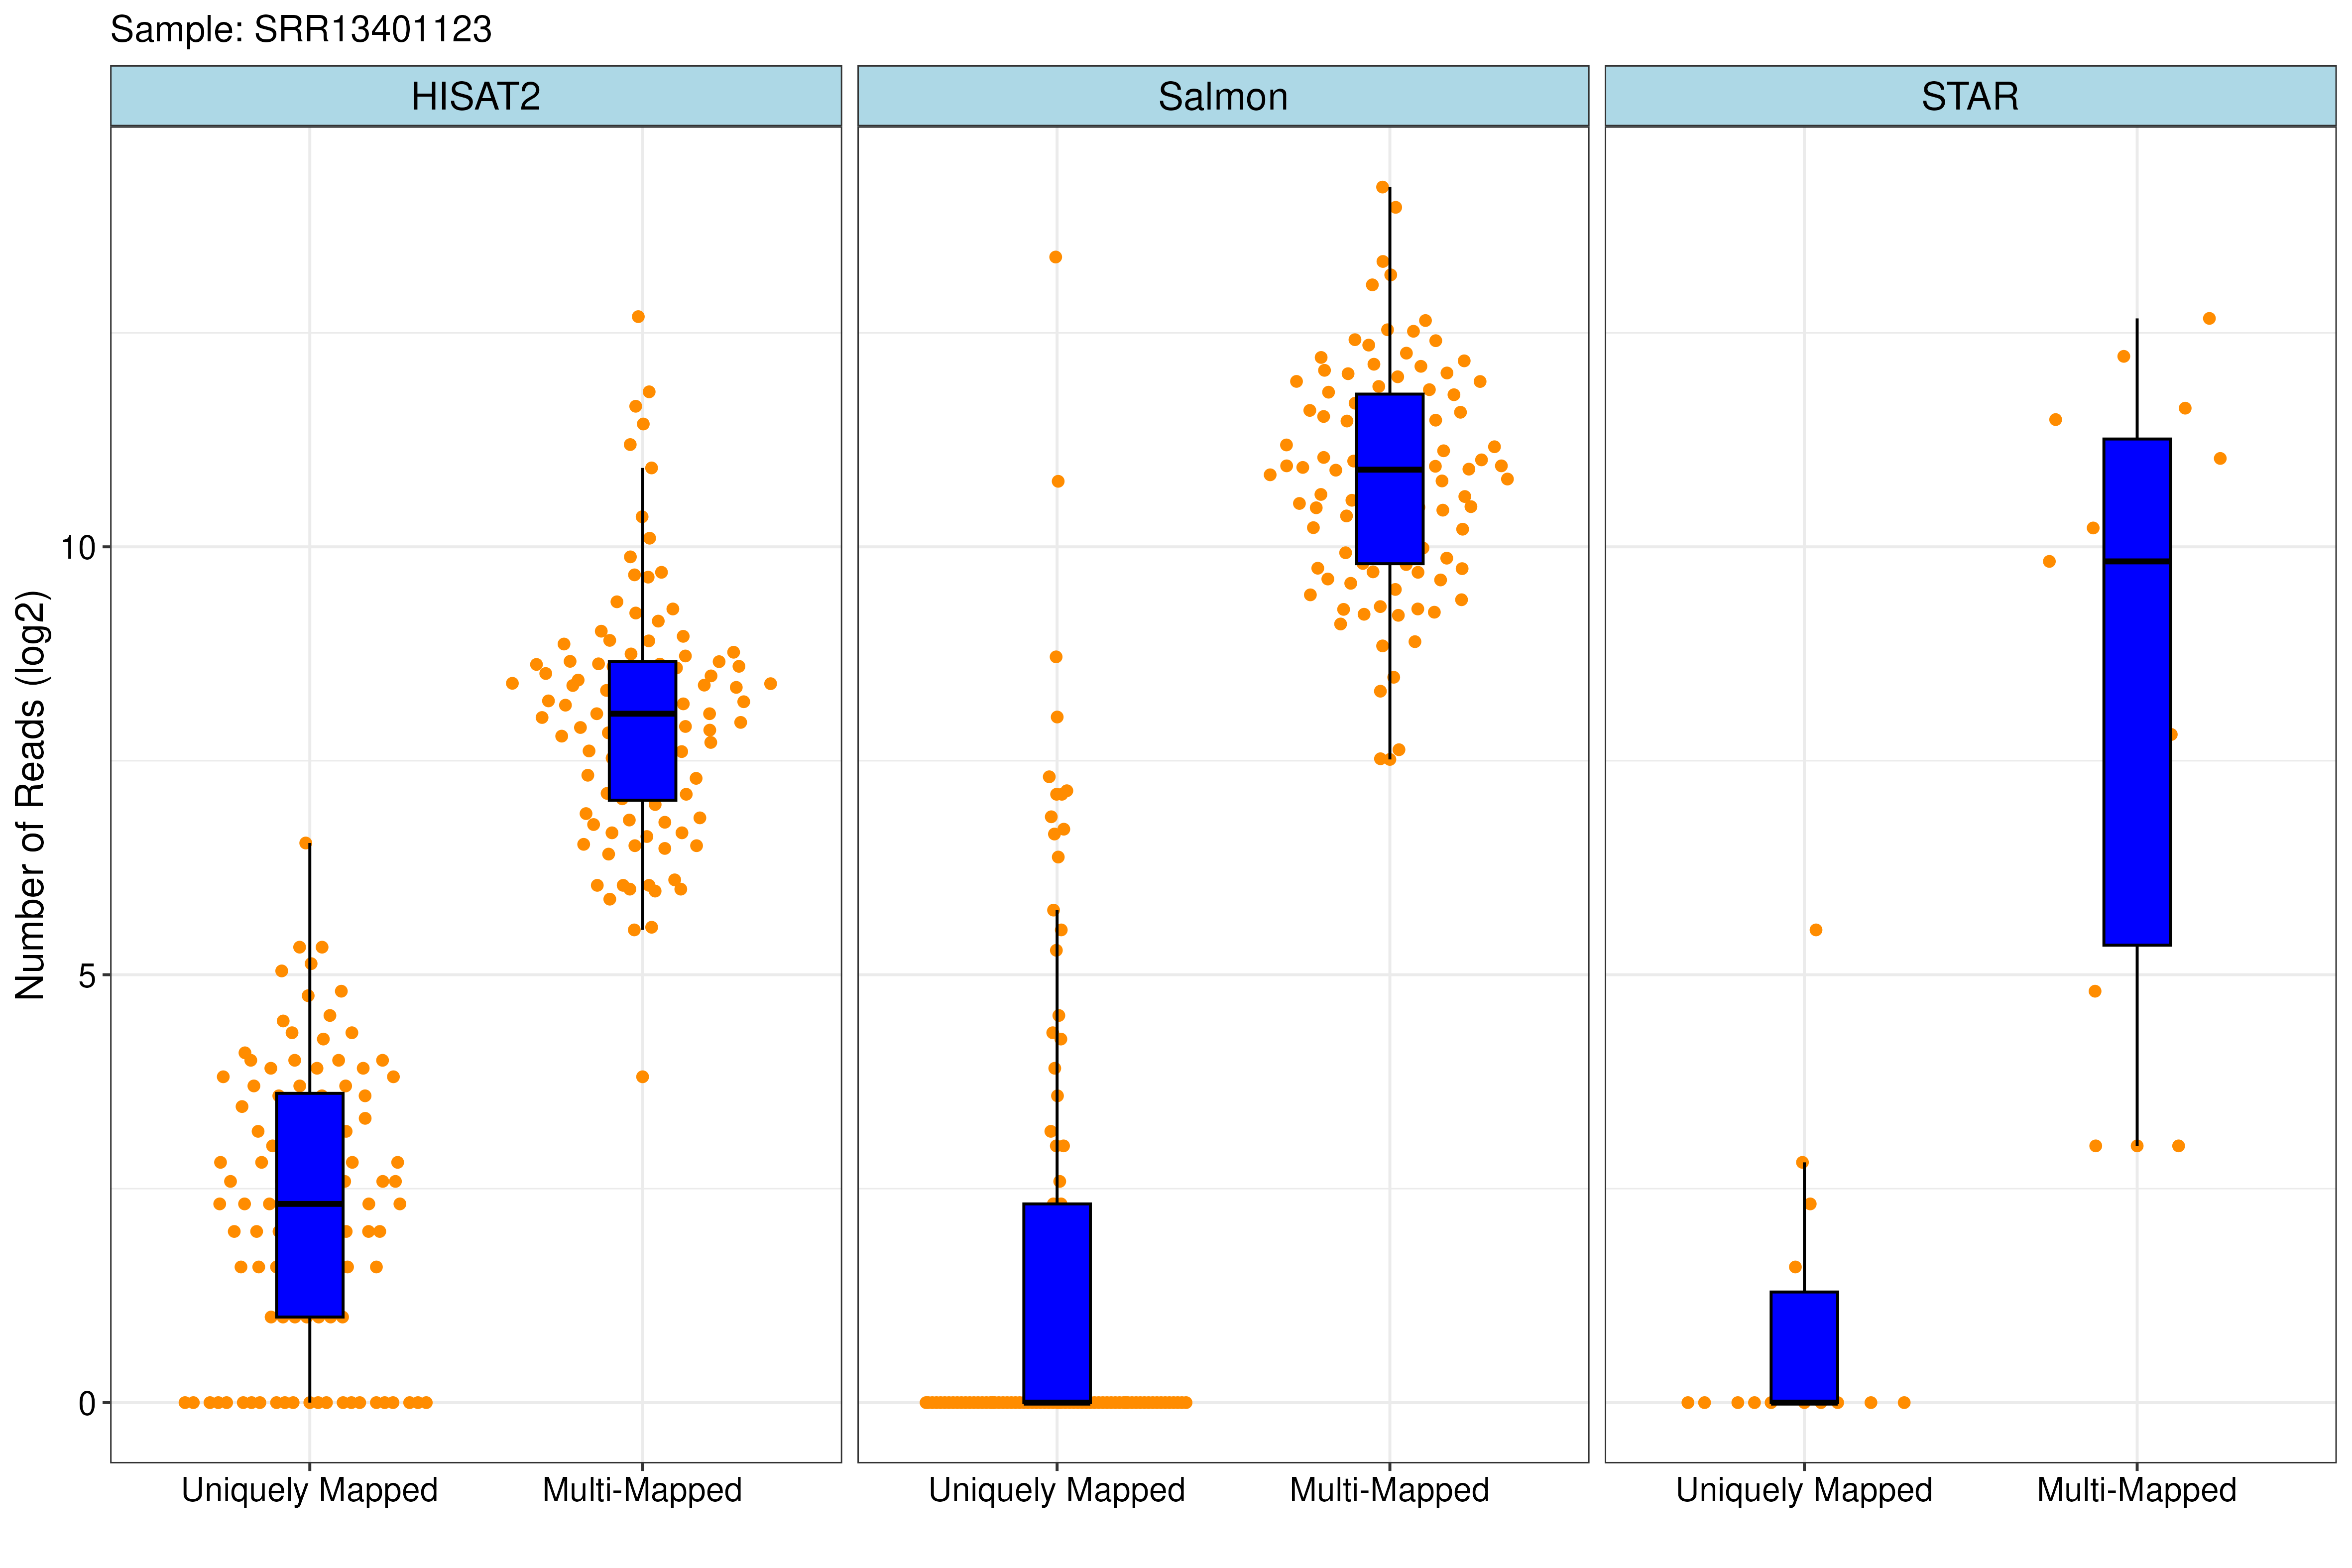 Sample: SRR13401123
HISAT2
Salmon
STAR
Number of Reads (log2)
10
5
0
Uniquely Mapped
Multi-Mapped
Uniquely Mapped
Multi-Mapped
Uniquely Mapped
Multi-Mapped